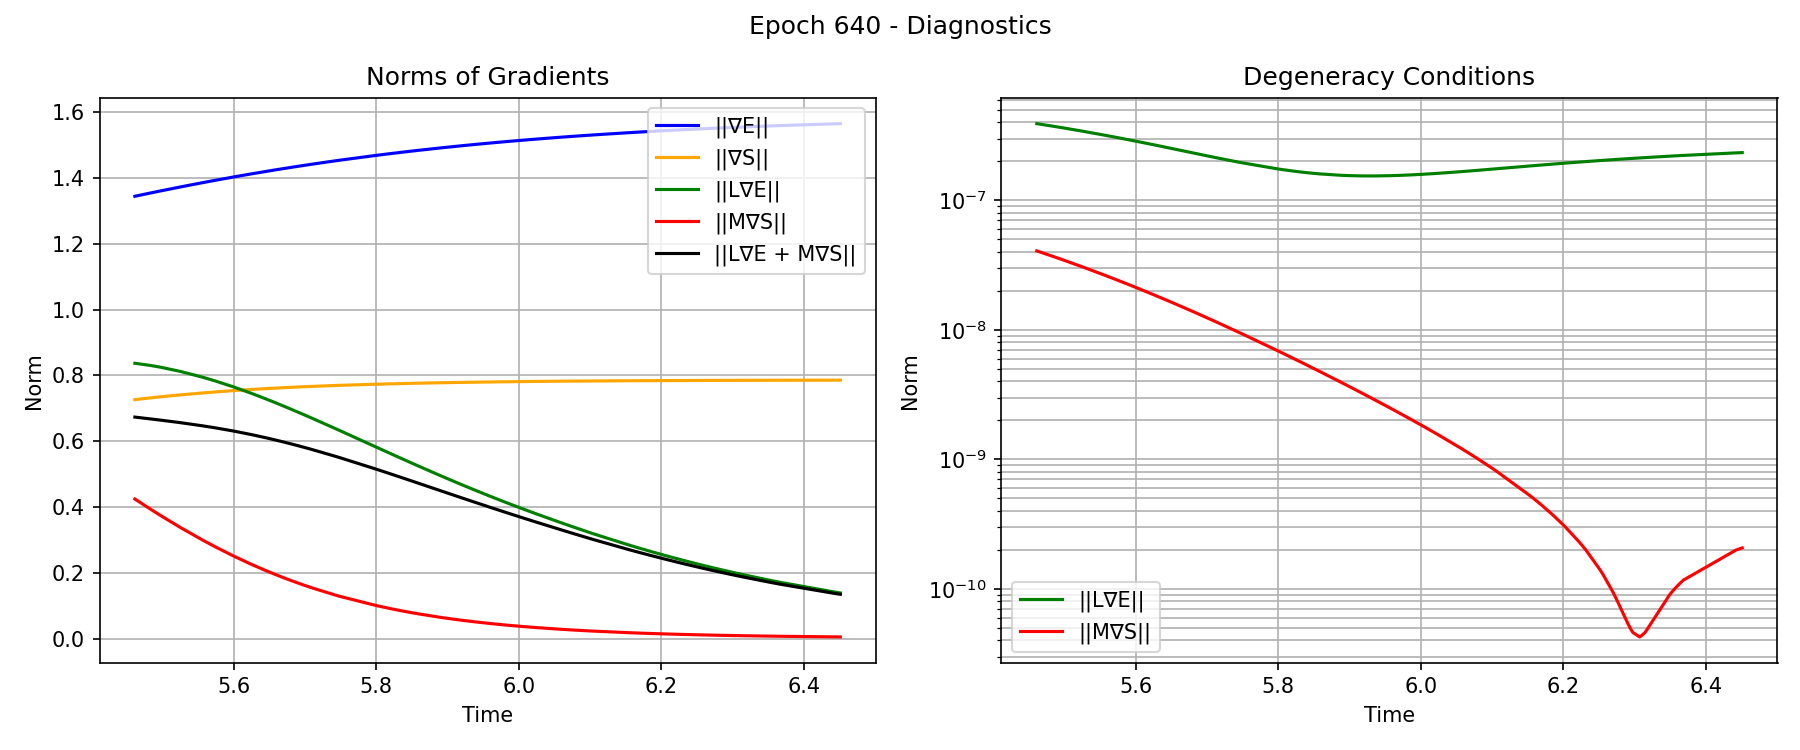 Epoch 640 - Diagnostics
Norms of Gradients
1.6
1.4
1.2
1.0
0.8
0.6
0.4
0.2
0.0
Norm
5.6
5.8
6.0
6.2
6.4
Time
||∇E||
||∇S||
||L∇E||
||M∇S||
||L∇E + M∇S||
Degeneracy Conditions
10⁻⁷
10⁻⁸
10⁻⁹
10⁻¹⁰
Norm
5.6
5.8
6.0
6.2
6.4
Time
||L∇E||
||M∇S||